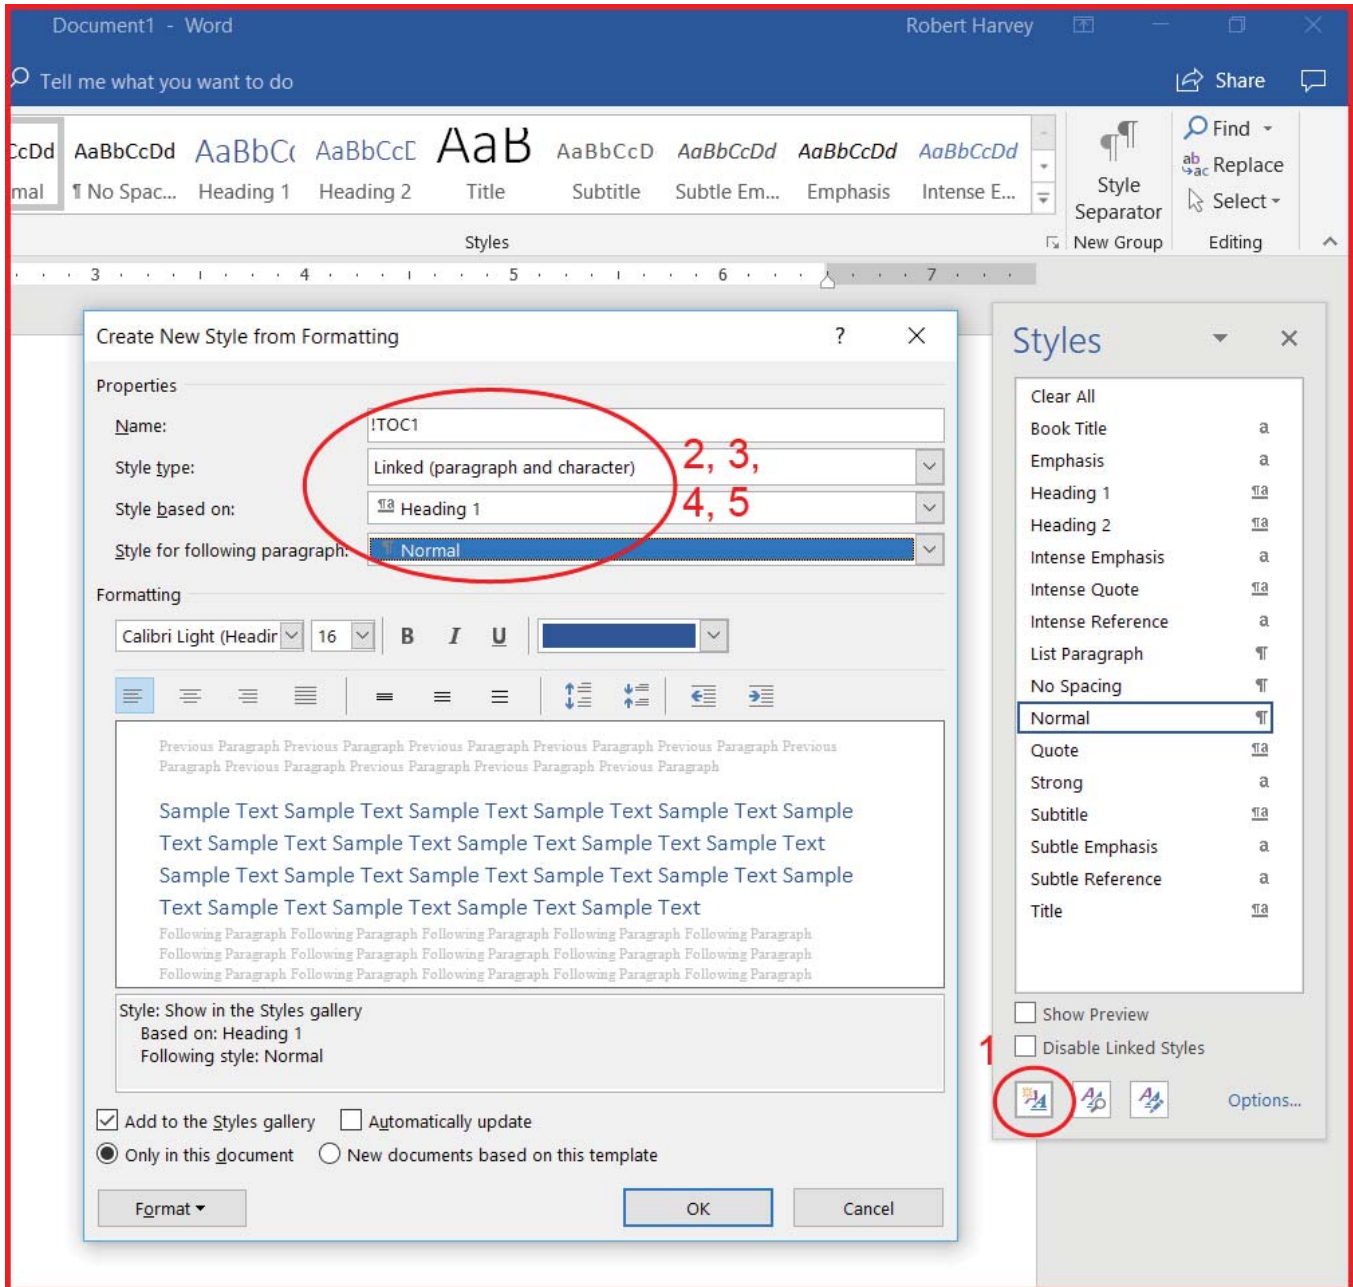 Document1 - Word
Robert Harvey
Tell me what you want to do
Share
CcDd AaBbCcDd AaBbC( AaBbCcD AaB AaBbCcD AaBbCcDd AaBbCcDd AaBbCcDd
mal ¶ No Spac... Heading 1 Heading 2 Title Subtitle Subtle Em... Emphasis Intense E...
Style
Separator
Find
Replace
Select
Styles
New Group
Editing
3 4 5 6 7
Create New Style from Formatting ?
Properties
Name: !TOC1
Style type: Linked (paragraph and character)
Style based on: ¶a Heading 1
Style for following paragraph: ¶ Normal
2, 3,
4, 5
Formatting
Calibri Light (Headin 16 B I U
Previous Paragraph Previous Paragraph Previous Paragraph Previous Paragraph Previous Paragraph Previous
Paragraph Previous Paragraph Previous Paragraph Previous Paragraph Previous Paragraph
Sample Text Sample Text Sample Text Sample Text Sample Text Sample
Text Sample Text Sample Text Sample Text Sample Text Sample Text
Sample Text Sample Text Sample Text Sample Text Sample Text Sample
Text Sample Text Sample Text Sample Text Sample Text
Following Paragraph Following Paragraph Following Paragraph Following Paragraph Following Paragraph
Following Paragraph Following Paragraph Following Paragraph Following Paragraph Following Paragraph
Following Paragraph Following Paragraph Following Paragraph Following Paragraph Following Paragraph
Style: Show in the Styles gallery
Based on: Heading 1
Following style: Normal
Add to the Styles gallery Automatically update
Only in this document New documents based on this template
Format OK Cancel
Styles
Clear All
Book Title a
Emphasis a
Heading 1 ¶a
Heading 2 ¶a
Intense Emphasis a
Intense Quote ¶a
Intense Reference a
List Paragraph ¶
No Spacing ¶
Normal ¶
Quote ¶a
Strong a
Subtitle ¶a
Subtle Emphasis a
Subtle Reference a
Title ¶a
Show Preview
1
Disable Linked Styles
Options...